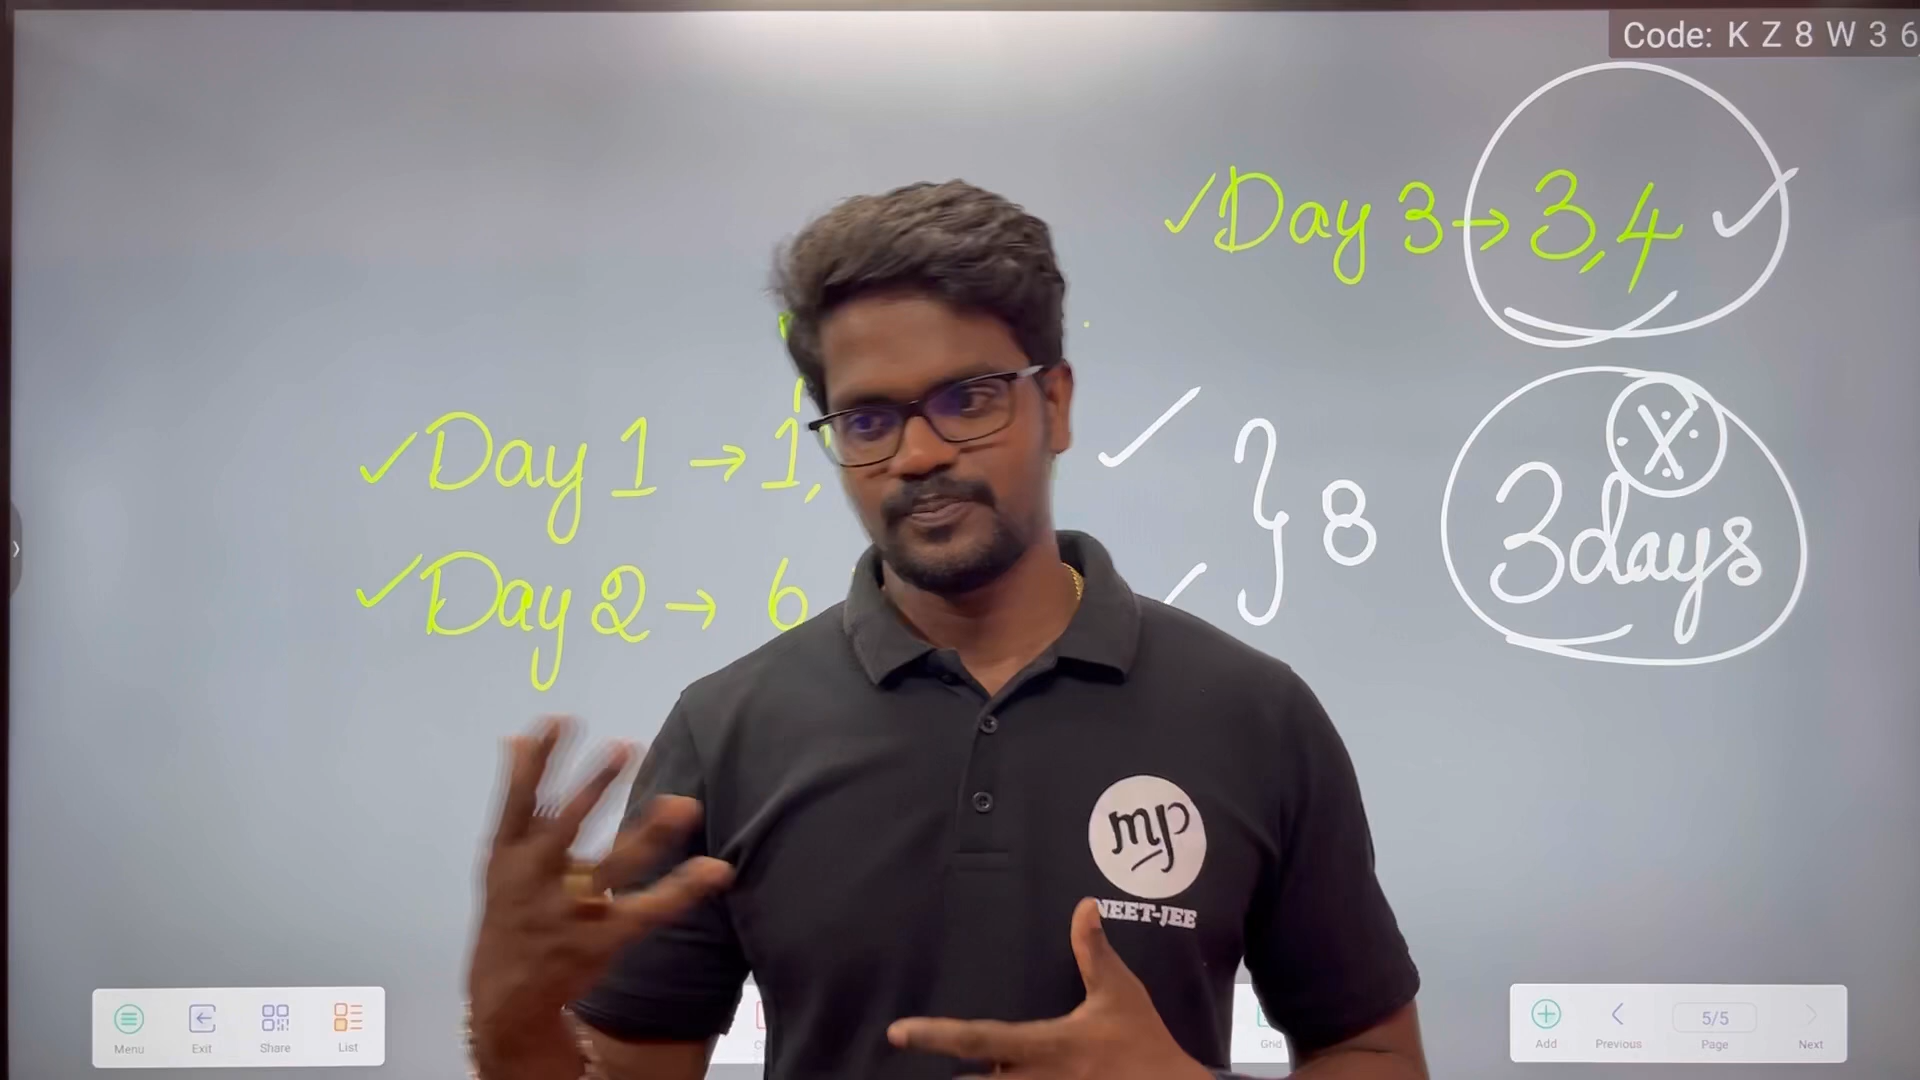 Code: K Z 8 W 3 6
✓Day 3→ 3,4 ✓
✓Day 1 → 1, ✓
} 8
✓Day 2 → 6
X
3days
mp
NEET-JEE
Menu Exit Share List
Grid
Add Previous 5/5 Page Next